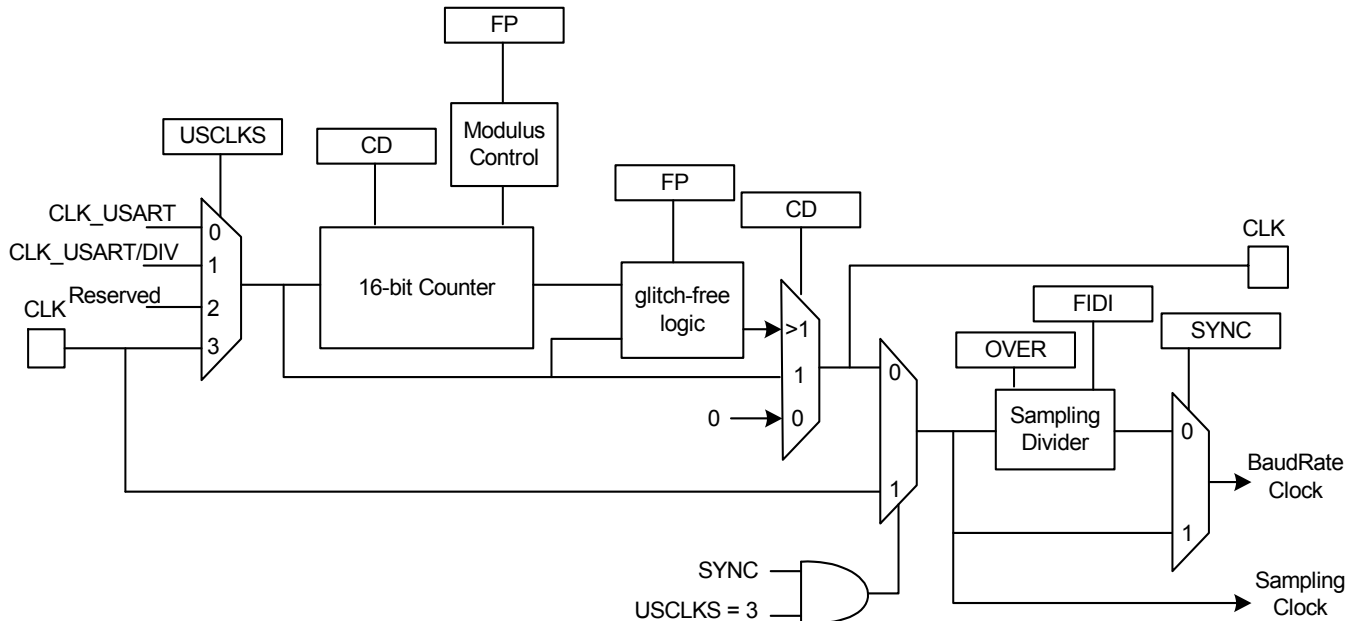 FP
Modulus
Control
USCLKS
CD
FP
CD
CLK_USART
CLK_USART/DIV
Reserved
CLK
0
1
2
3
16-bit Counter
glitch-free
logic
>1
1
0
0
CLK
FIDI
SYNC
OVER
0
1
Sampling
Divider
0
1
BaudRate
Clock
SYNC
USCLKS = 3
Sampling
Clock